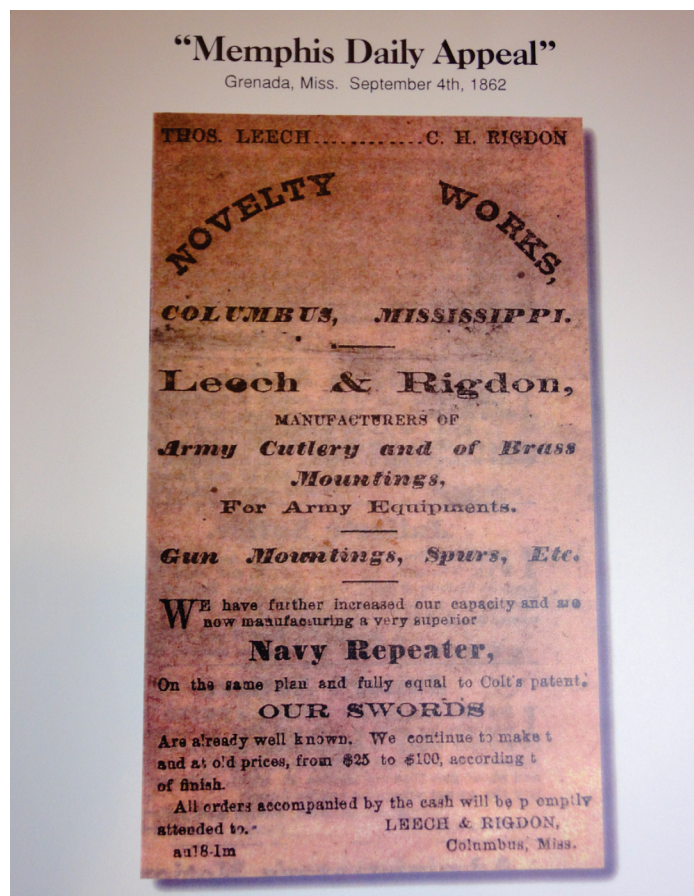 “Memphis Daily Appeal”
Grenada, Miss. September 4th, 1862
THOS. LEECH............C. H. RIGDON
NOVELTY WORKS,
COLUMBUS, MISSISSIPPI.
Leech & Rigdon,
MANUFACTURERS OF
Army Cutlery and of Brass
Mountings,
For Army Equipments.
Gun Mountings, Spurs, Etc.
WE have further increased our capacity and are
now manufacturing a very superior
Navy Repeater,
On the same plan and fully equal to Colt's patent.
OUR SWORDS
Are already well known. We continue to make t
and at old prices, from $25 to $100, according t
of finish.
All orders accompanied by the cash will be p omptly
attended to.
LEECH & RIGDON,
au18-1m
Columbus, Miss.